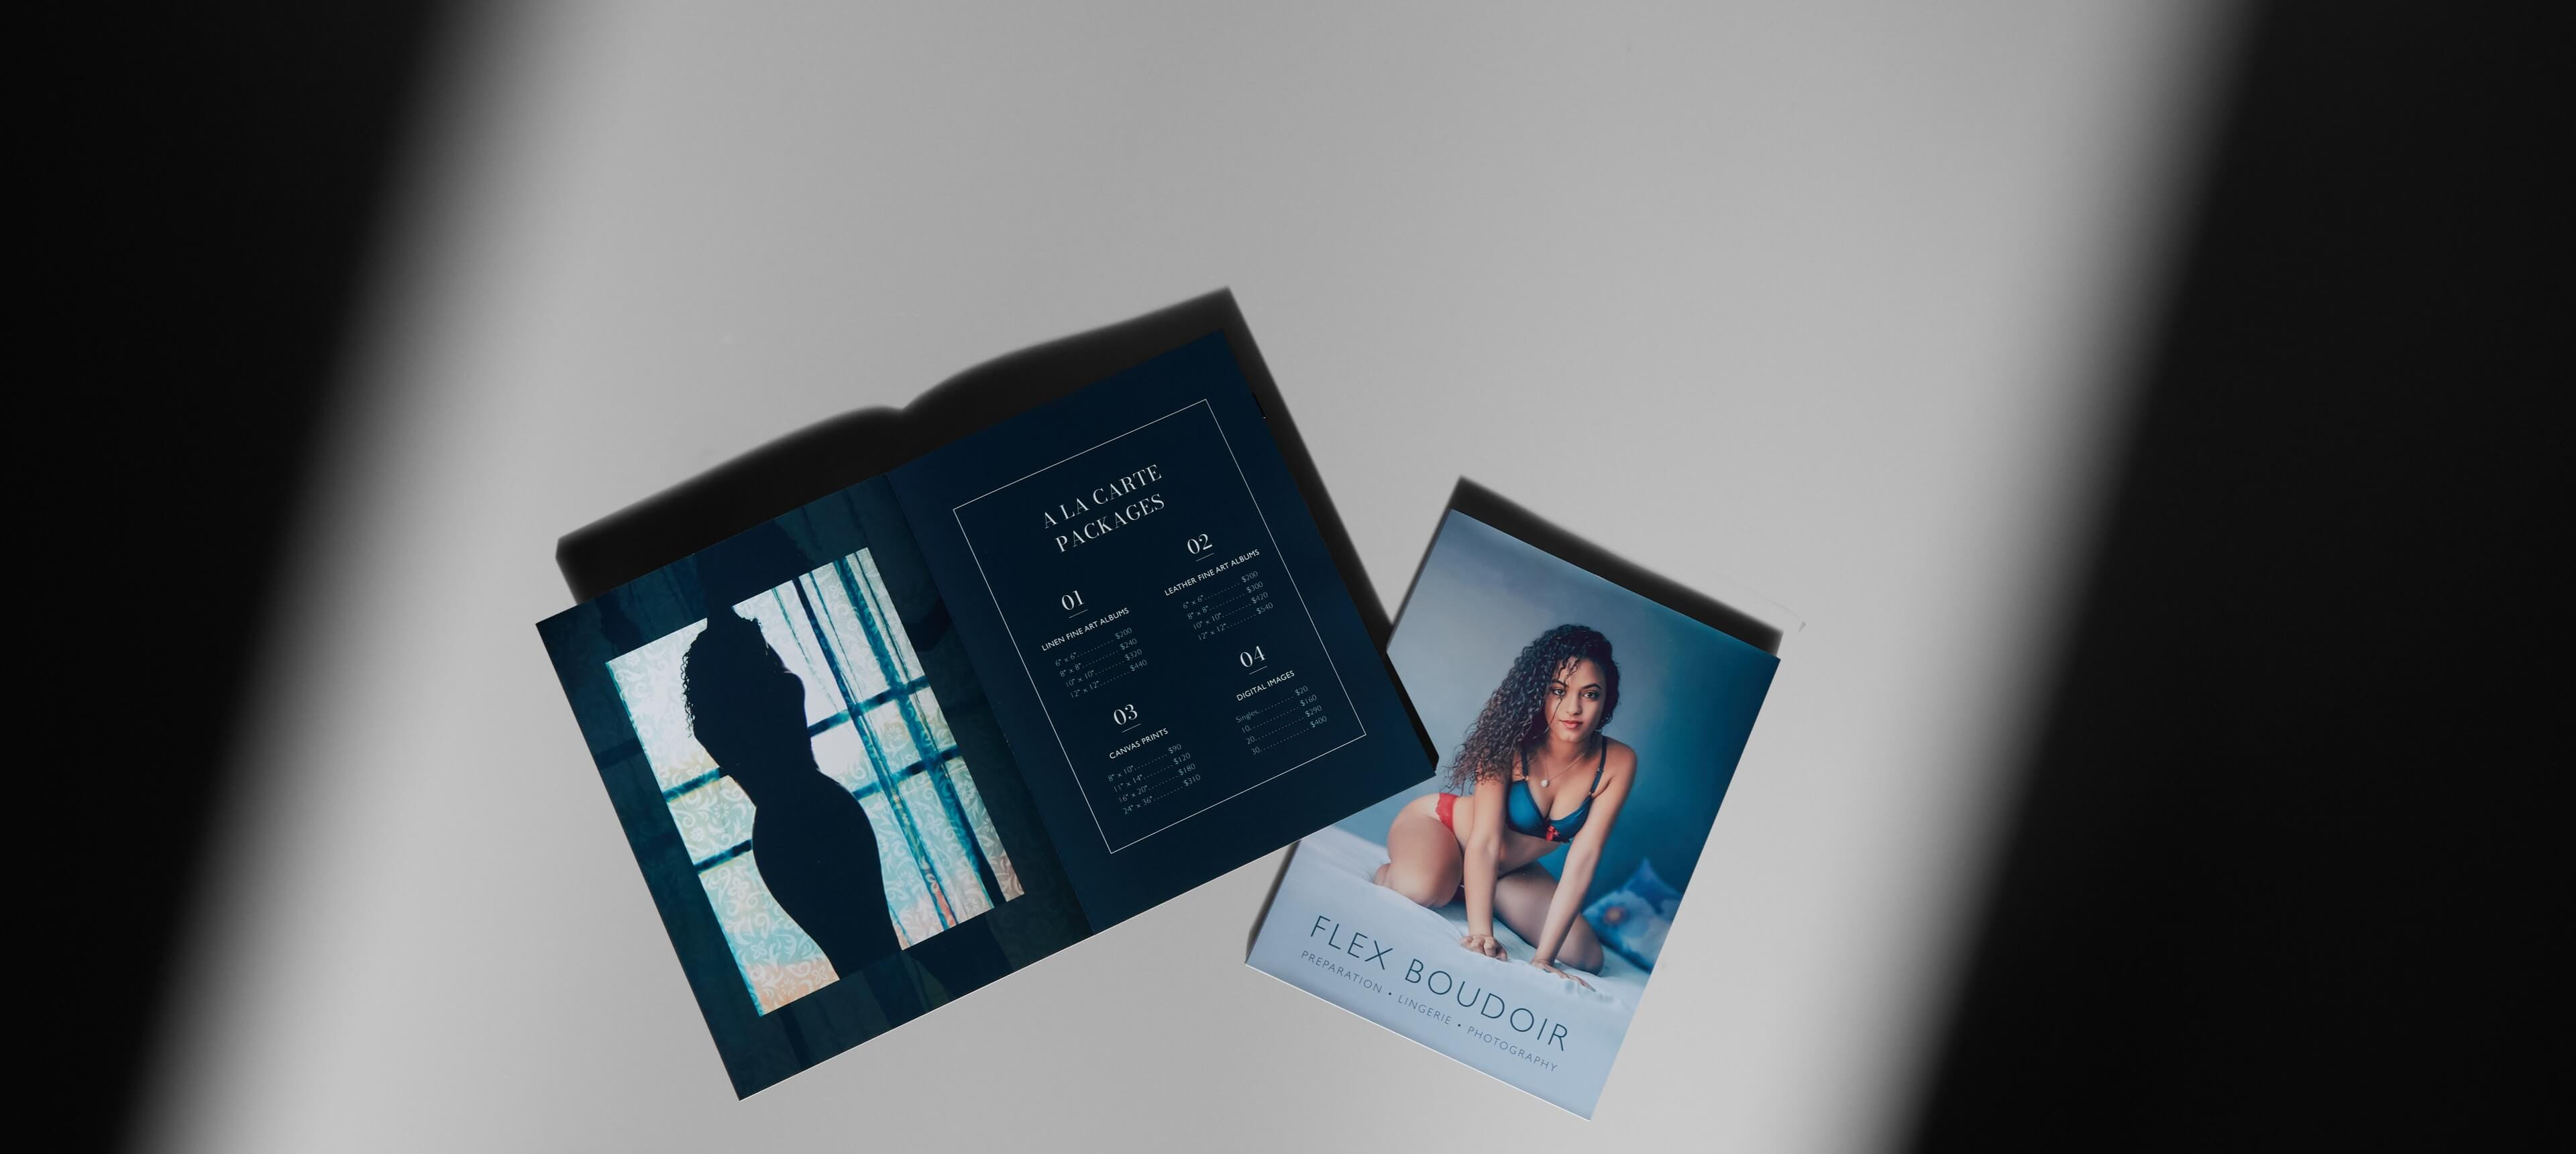 A LA CARTE
PACKAGES
01
LINEN FINE ART ALBUMS
6" x 6"..........$200
8" x 8"..........$240
10" x 10"..........$320
12" x 12"..........$440
02
LEATHER FINE ART ALBUMS
6" x 6"..........$200
8" x 8"..........$300
10" x 10"..........$420
12" x 12"..........$540
03
CANVAS PRINTS
8" x 10"..........$90
11" x 14"..........$120
16" x 20"..........$180
24" x 36"..........$310
04
DIGITAL IMAGES
Singles..........$20
10..........$160
20..........$290
30..........$400
FLEX BOUDOIR
PREPARATION • LINGERIE • PHOTOGRAPHY